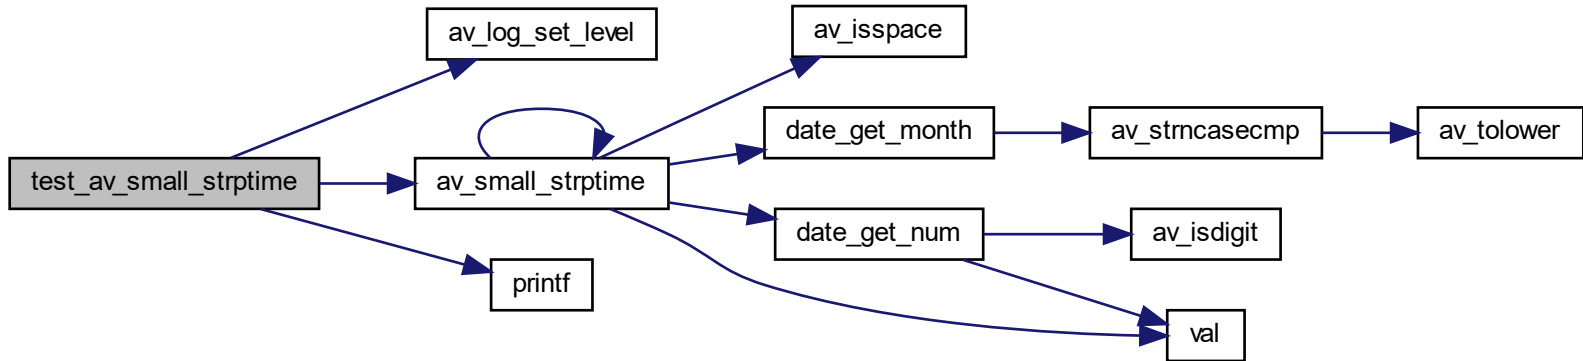 test_av_small_strptime
av_log_set_level
av_small_strptime
printf
av_isspace
date_get_month
date_get_num
av_strncasecmp
av_isdigit
val
av_tolower